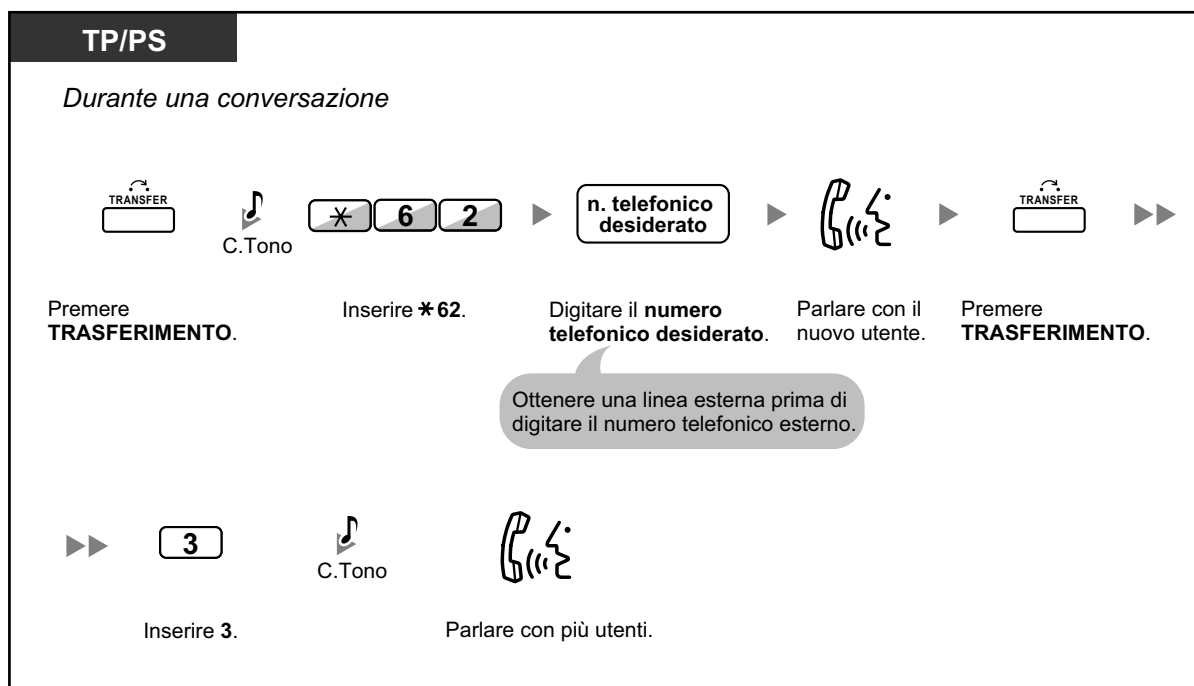 TP/PS
Durante una conversazione
TRANSFER
C.Tono
* 6 2
n. telefonico
desiderato
TRANSFER
Premere
TRASFERIMENTO.
Inserire *62.
Digitare il numero
telefonico desiderato.
Parlare con il
nuovo utente.
Premere
TRASFERIMENTO.
Ottenere una linea esterna prima di
digitare il numero telefonico esterno.
3
C.Tono
Inserire 3.
Parlare con più utenti.